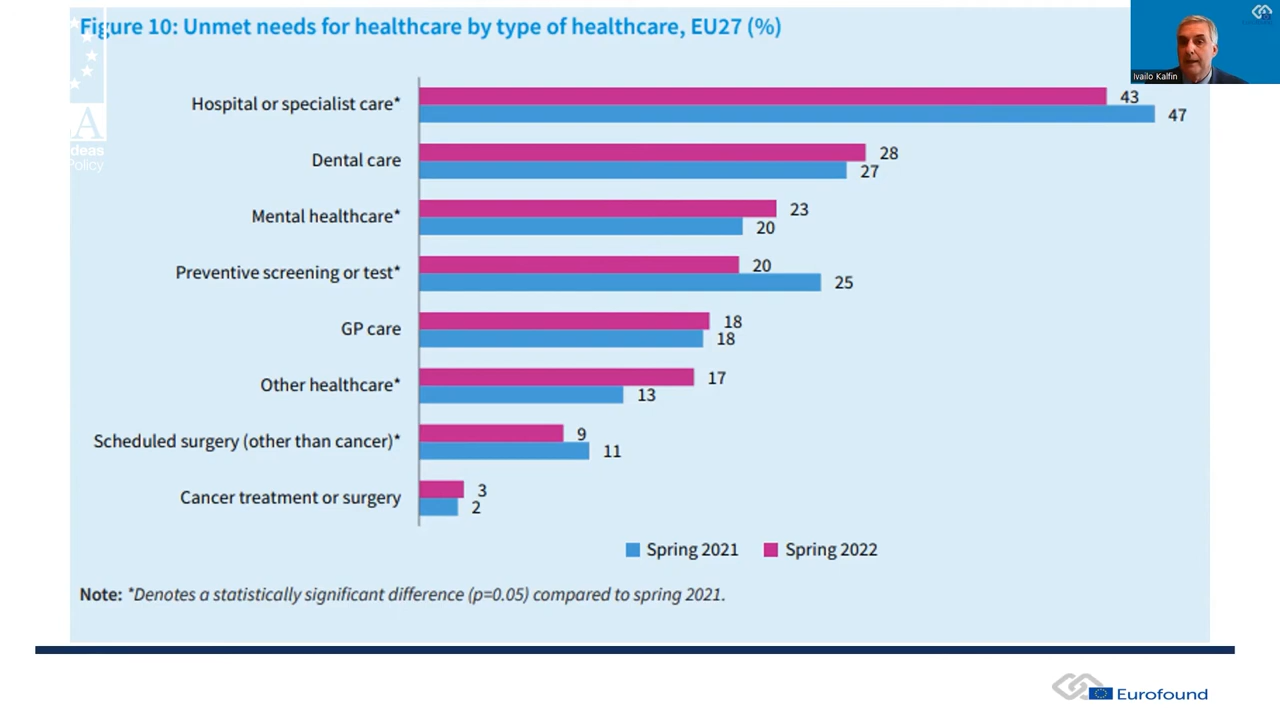 Figure 10: Unmet needs for healthcare by type of healthcare, EU27 (%)
Ivailo Kalfin
A
deas
Policy
Hospital or specialist care*
43
47
Dental care
28
27
Mental healthcare*
23
20
Preventive screening or test*
20
25
GP care
18
18
Other healthcare*
17
13
Scheduled surgery (other than cancer)*
9
11
Cancer treatment or surgery
3
2
Spring 2021 Spring 2022
Note: *Denotes a statistically significant difference (p=0.05) compared to spring 2021.
Eurofound